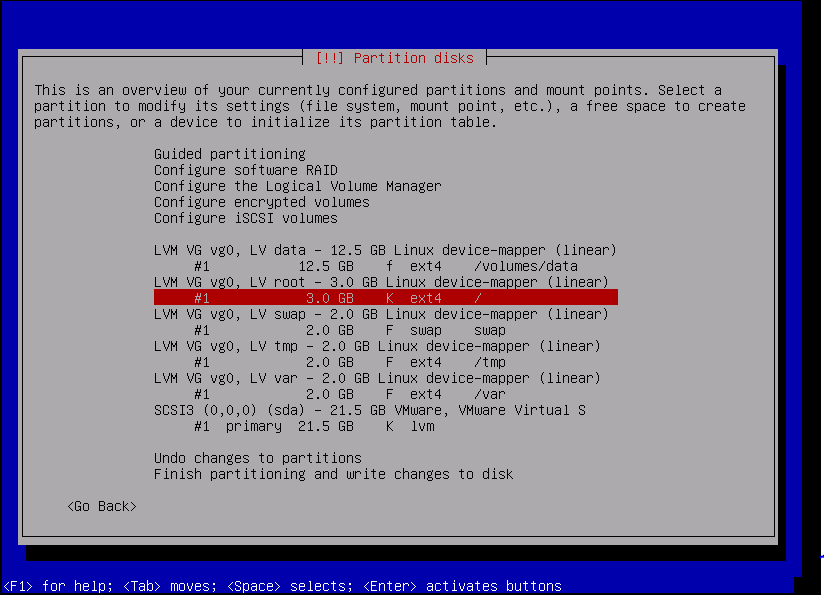 [!!] Partition disks
This is an overview of your currently configured partitions and mount points. Select a
partition to modify its settings (file system, mount point, etc.), a free space to create
partitions, or a device to initialize its partition table.
Guided partitioning
Configure software RAID
Configure the Logical Volume Manager
Configure encrypted volumes
Configure iSCSI volumes
LVM VG vg0, LV data - 12.5 GB Linux device-mapper (linear)
#1 12.5 GB f ext4 /volumes/data
LVM VG vg0, LV root - 3.0 GB Linux device-mapper (linear)
#1 3.0 GB K ext4 /
LVM VG vg0, LV swap - 2.0 GB Linux device-mapper (linear)
#1 2.0 GB F swap swap
LVM VG vg0, LV tmp - 2.0 GB Linux device-mapper (linear)
#1 2.0 GB F ext4 /tmp
LVM VG vg0, LV var - 2.0 GB Linux device-mapper (linear)
#1 2.0 GB F ext4 /var
SCSI3 (0,0,0) (sda) - 21.5 GB VMware, VMware Virtual S
#1 primary 21.5 GB K lvm
Undo changes to partitions
Finish partitioning and write changes to disk
<Go Back>
<F1> for help; <Tab> moves; <Space> selects; <Enter> activates buttons